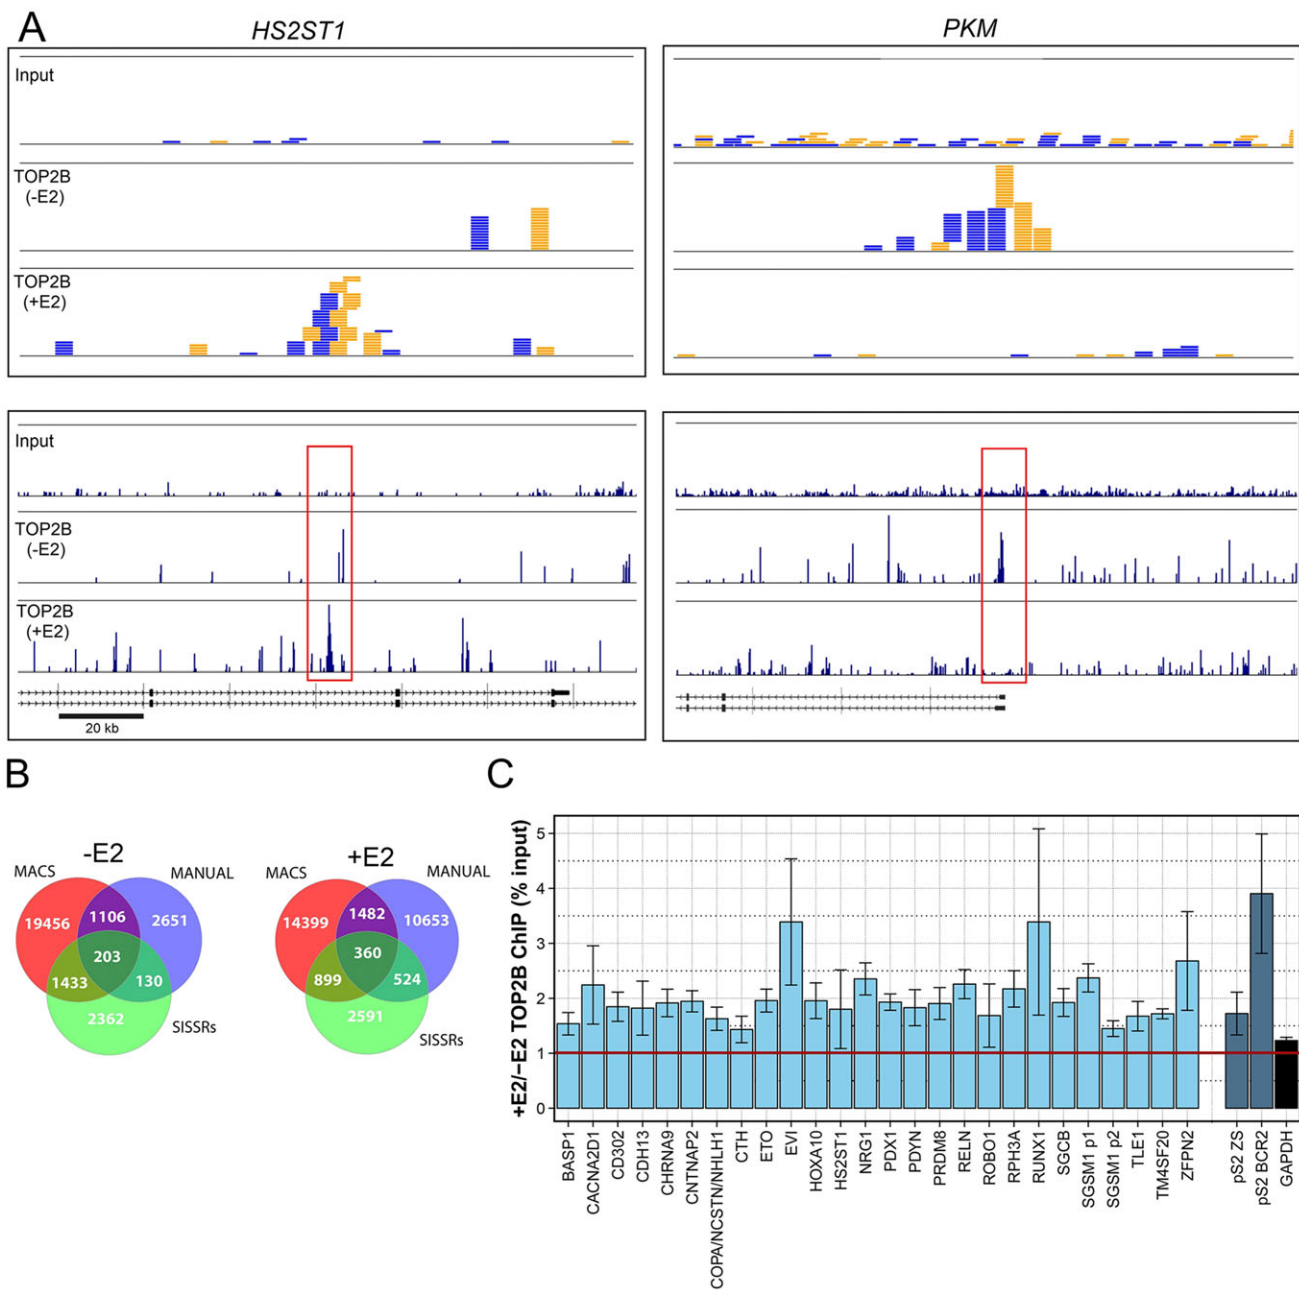 A
HS2ST1
PKM
Input
TOP2B
(-E2)
TOP2B
(+E2)
Input
TOP2B
(-E2)
TOP2B
(+E2)
20 kb
B
C
-E2
MACS
MANUAL
19456
1106
2651
203
1433
130
2362
SISSRs
+E2
MACS
MANUAL
14399
1482
10653
360
899
524
2591
SISSRs
+E2/−E2 TOP2B ChIP (% input)
5
4
3
2
1
0
BASP1
CACNA2D1
CD302
CDH13
CHRNA9
CNTNAP2
COPA/NCSTN/NHLH1
CTH
ETO
EVI
HOXA10
HS2ST1
NRG1
PDX1
PDYN
PRDM8
RELN
ROBO1
RPH3A
RUNX1
SGCB
SGSM1 p1
SGSM1 p2
TLE1
TM4SF20
ZFPN2
pS2 ZS
pS2 BCR2
GAPDH